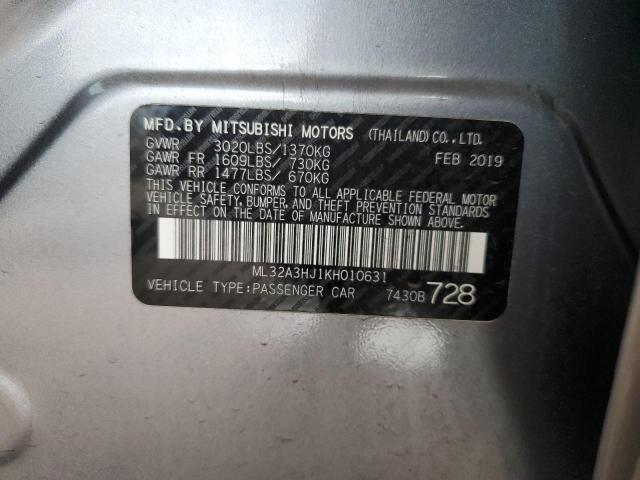 MFD.BY MITSUBISHI MOTORS (THAILAND) CO., LTD.
GVWR 3020LBS/1370KG FEB 2019
GAWR FR 1609LBS/ 730KG
GAWR RR 1477LBS/ 670KG
THIS VEHICLE CONFORMS TO ALL APPLICABLE FEDERAL MOTOR
VEHICLE SAFETY, BUMPER, AND THEFT PREVENTION STANDARDS
IN EFFECT ON THE DATE OF MANUFACTURE SHOWN ABOVE.
ML32A3HJ1KH010631
VEHICLE TYPE:PASSENGER CAR 7430B 728